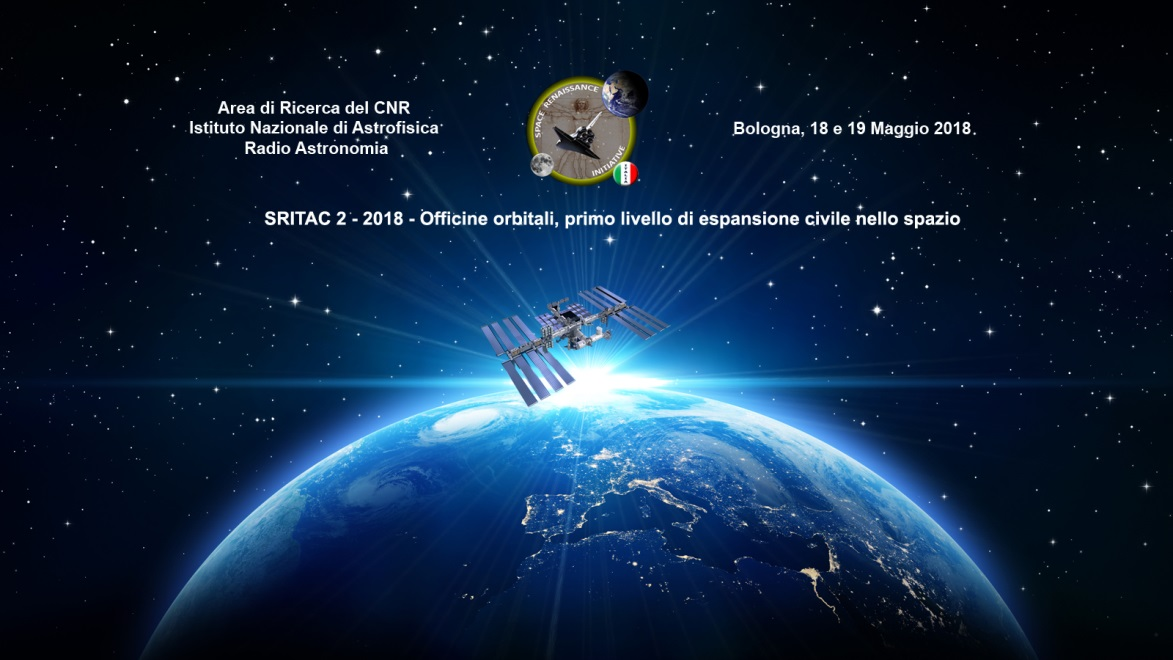 Area di Ricerca del CNR
Istituto Nazionale di Astrofisica
Radio Astronomia
SPACE RENAISSANCE
INITIATIVE
Bologna, 18 e 19 Maggio 2018.
SRITAC 2 - 2018 - Officine orbitali, primo livello di espansione civile nello spazio